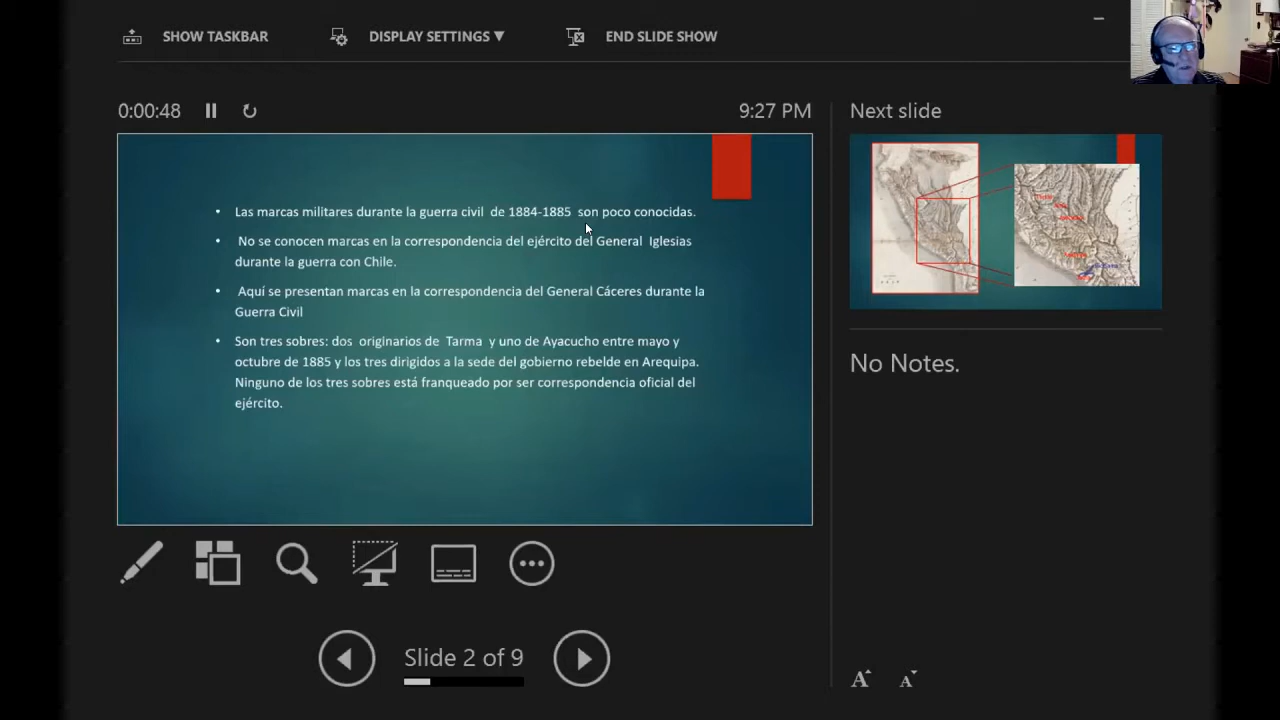 SHOW TASKBAR
DISPLAY SETTINGS ▼
END SLIDE SHOW
0:00:48
9:27 PM
Next slide
• Las marcas militares durante la guerra civil de 1884-1885 son poco conocidas.
• No se conocen marcas en la correspondencia del ejército del General Iglesias
durante la guerra con Chile.
• Aquí se presentan marcas en la correspondencia del General Cáceres durante la
Guerra Civil
• Son tres sobres: dos originarios de Tarma y uno de Ayacucho entre mayo y
octubre de 1885 y los tres dirigidos a la sede del gobierno rebelde en Arequipa.
Ninguno de los tres sobres está franqueado por ser correspondencia oficial del
ejército.
No Notes.
Slide 2 of 9
A A